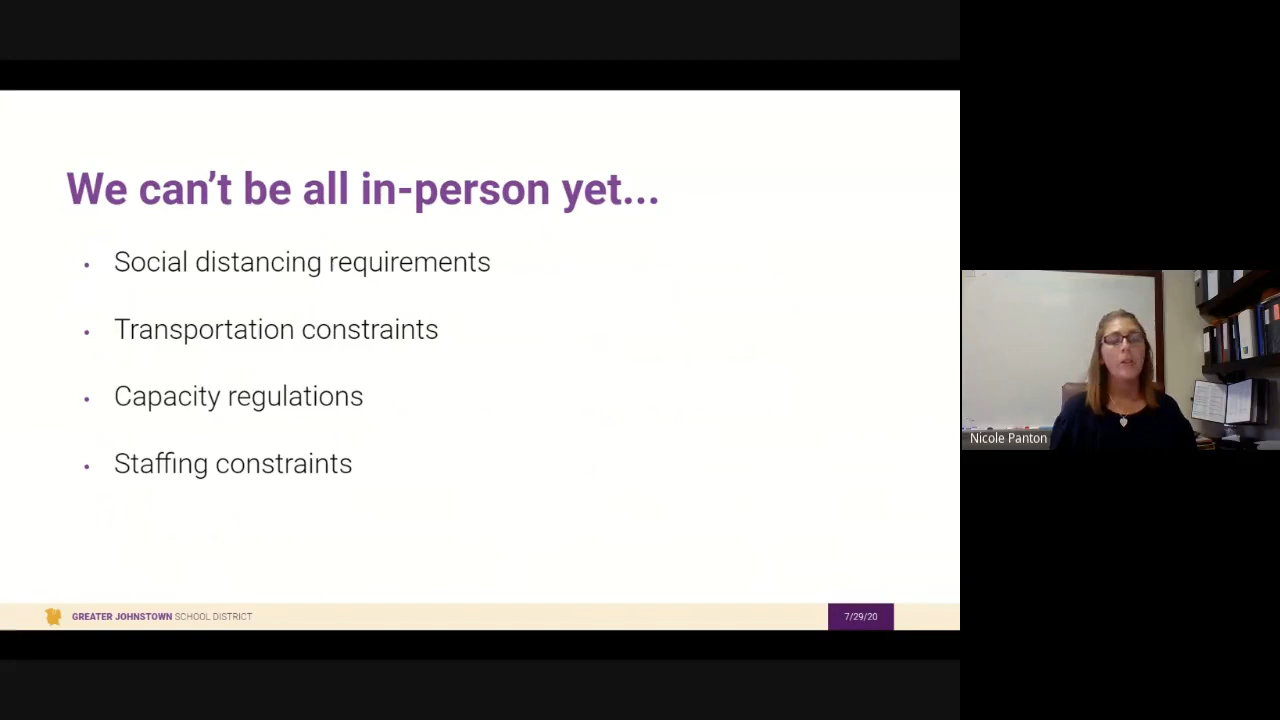 We can't be all in-person yet...
• Social distancing requirements
• Transportation constraints
• Capacity regulations
• Staffing constraints
GREATER JOHNSTOWN SCHOOL DISTRICT
7/29/20
Nicole Panton